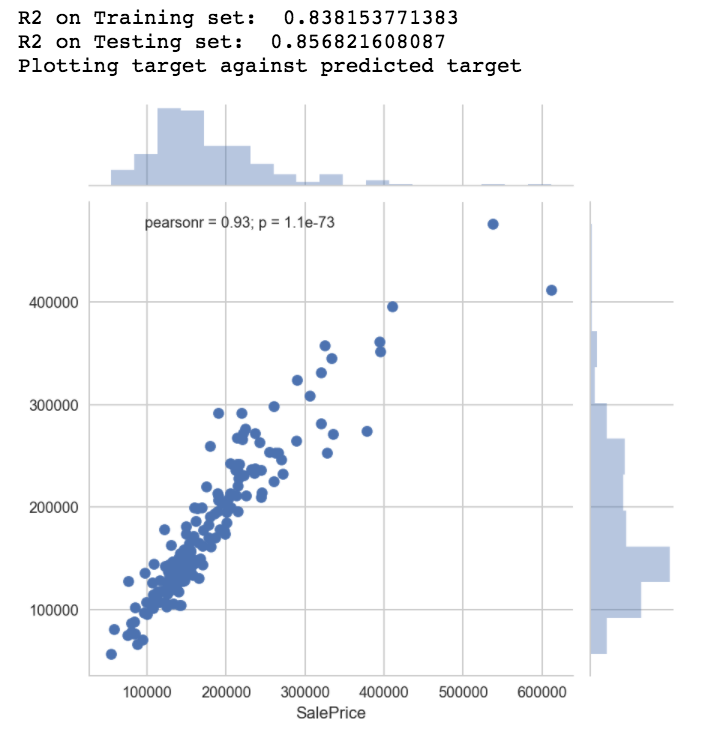 R2 on Training set:  0.838153771383
R2 on Testing set:  0.856821608087
Plotting target against predicted target
pearsonr = 0.93; p = 1.1e-73
400000
300000
200000
100000
100000 200000 300000 400000 500000 600000
SalePrice